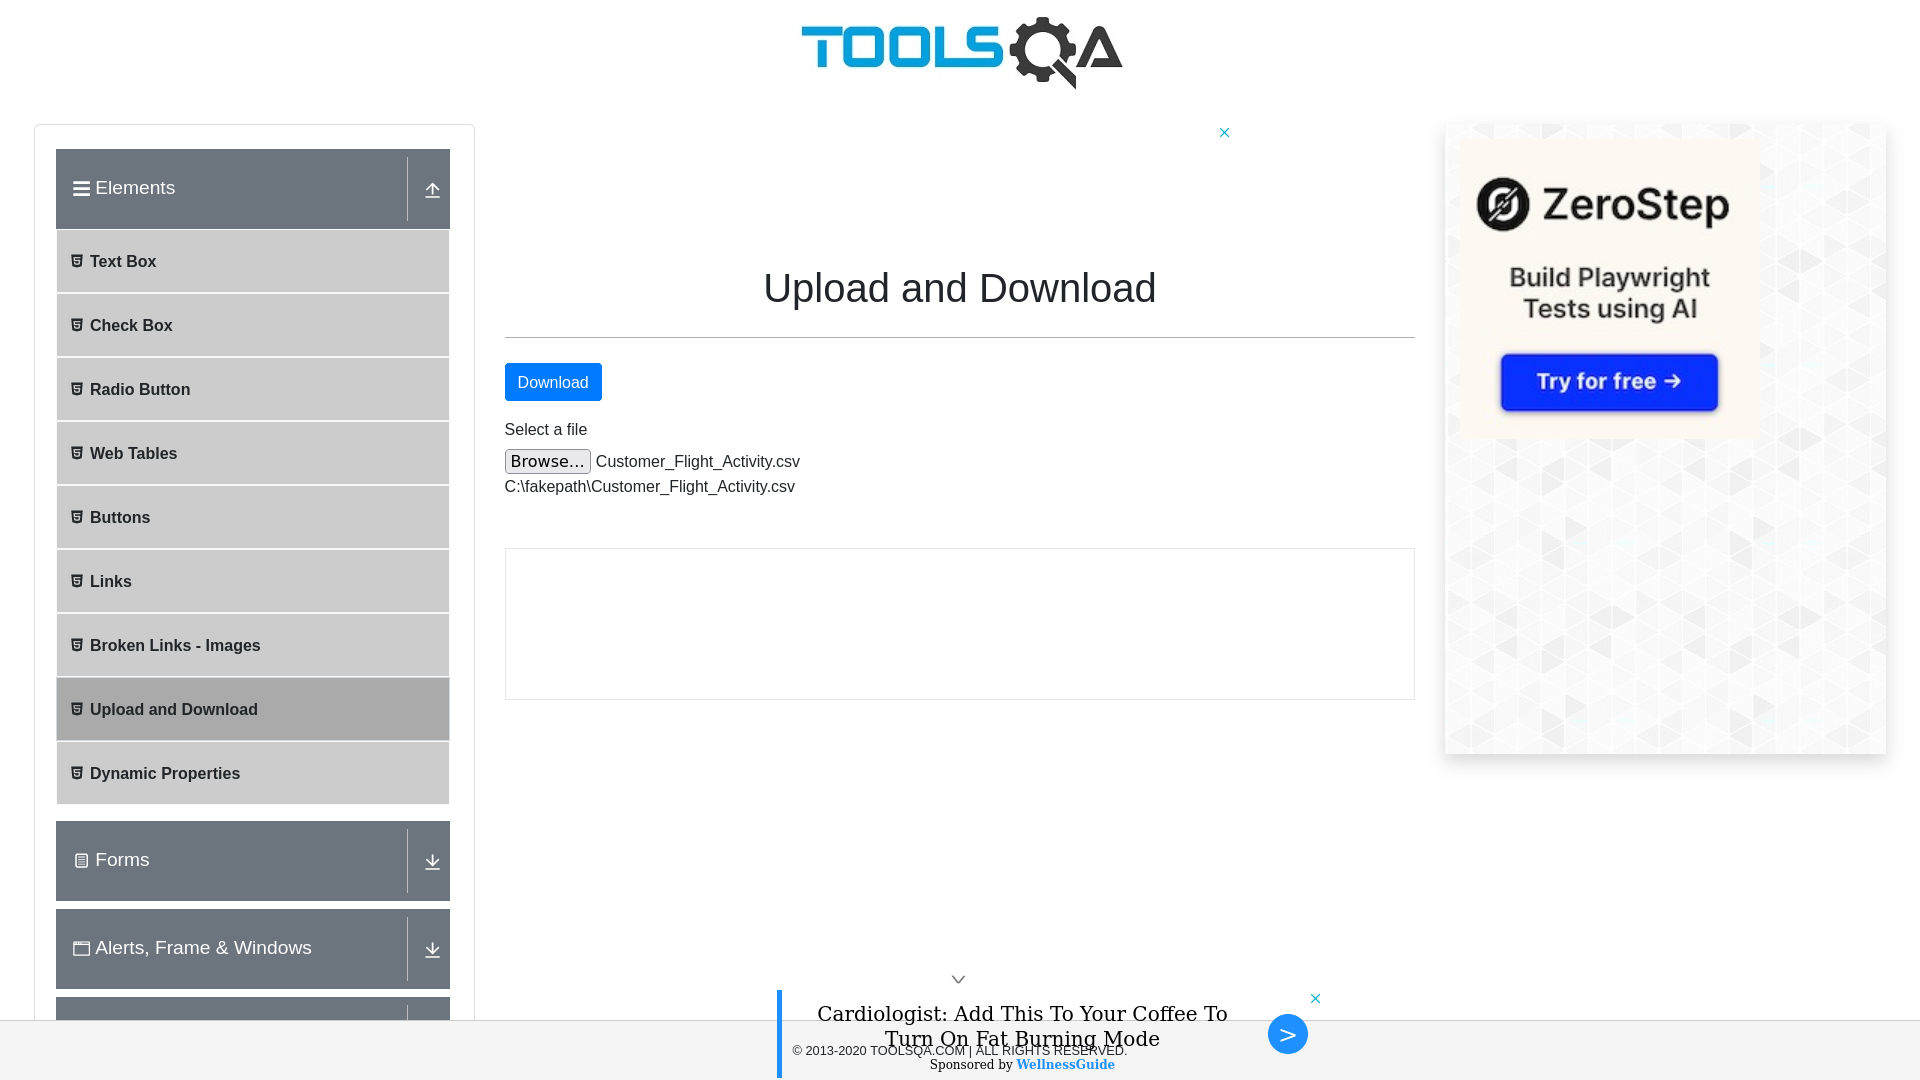 TOOLSQA
Elements
Text Box
Check Box
Radio Button
Web Tables
Buttons
Links
Broken Links - Images
Upload and Download
Dynamic Properties
Forms
Alerts, Frame & Windows
Upload and Download
Download
Select a file
Browse... Customer_Flight_Activity.csv
C:\fakepath\Customer_Flight_Activity.csv
ZeroStep
Build Playwright
Tests using AI
Try for free →
Cardiologist: Add This To Your Coffee To
Turn On Fat Burning Mode
© 2013-2020 TOOLSQA.COM | ALL RIGHTS RESERVED.
Sponsored by WellnessGuide